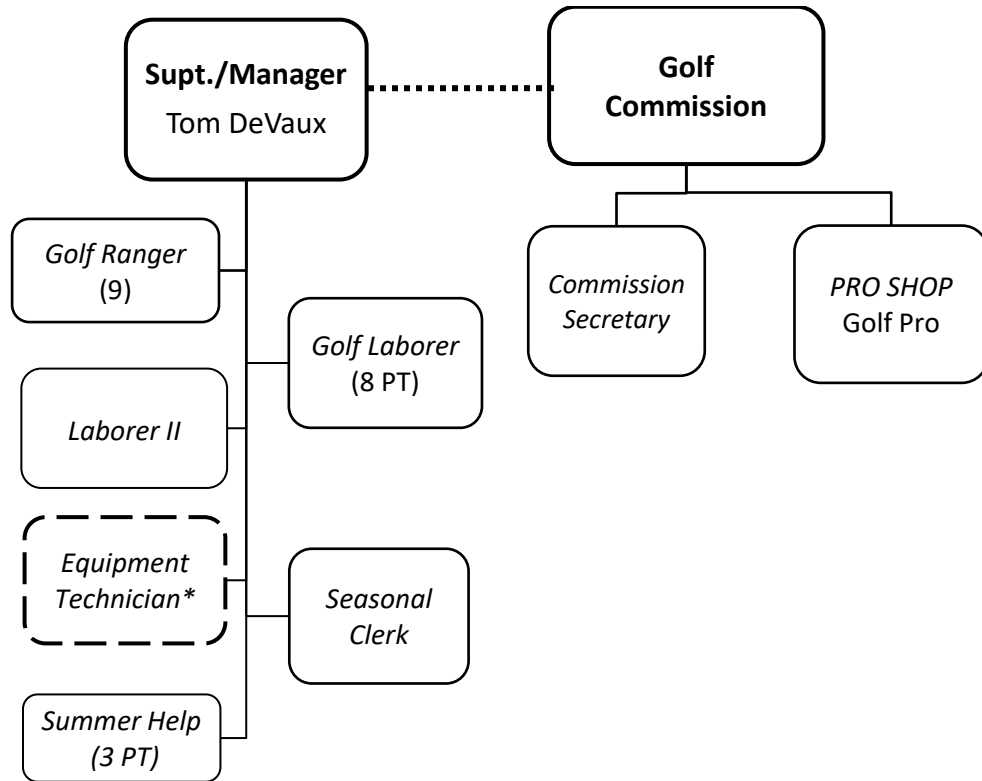 Supt./Manager
Tom DeVaux
Golf
Commission
Golf Ranger
(9)
Golf Laborer
(8 PT)
Laborer II
Equipment
Technician*
Seasonal
Clerk
Summer Help
(3 PT)
Commission
Secretary
PRO SHOP
Golf Pro